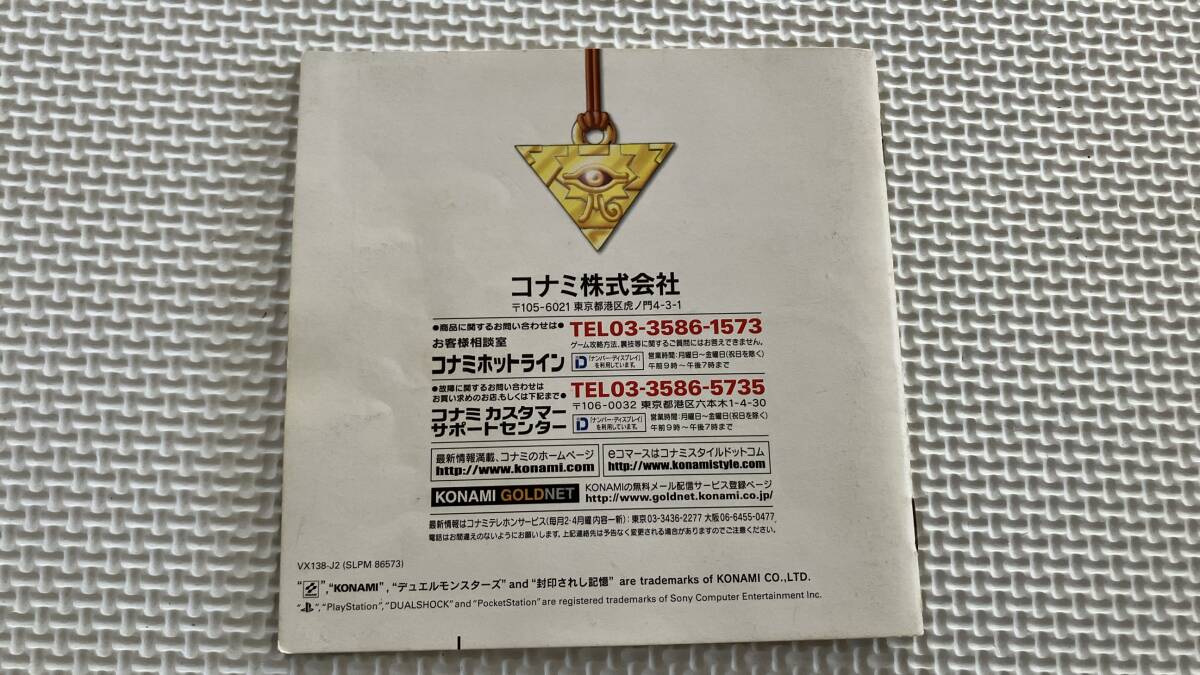 コナミ株式会社
〒105-6021 東京都港区虎ノ門4-3-1
●商品に関するお問い合わせは●
お客様相談室
コナミホットライン
TEL03-3586-1573
ゲーム攻略方法、裏技等に関するご質問にはお答えできません。
D 「ナンバー・ディスプレイ」
を利用しています。
営業時間:月曜日〜金曜日(祝日を除く)
午前9時〜午後7時まで
●故障に関するお問い合わせは
お買い求めのお店、もしくは下記まで●
コナミ カスタマー
サポートセンター
TEL03-3586-5735
〒106-0032 東京都港区六本木1-4-30
D 「ナンバー・ディスプレイ」
を利用しています。
営業時間:月曜日〜金曜日(祝日を除く)
午前9時〜午後7時まで
最新情報満載、コナミのホームページ
http://www.konami.com
eコマースはコナミスタイルドットコム
http://www.konamistyle.com
KONAMI GOLDNET
KONAMIの無料メール配信サービス登録ページ
http://www.goldnet.konami.co.jp/
最新情報はコナミテレホンサービス(毎月2・4月曜内容一新):東京03-3436-2277 大阪06-6455-0477
電話はお間違えのないようにお願いします。上記連絡先は予告なく変更される場合がありますのでご注意ください。
VX138-J2 (SLPM 86573)
“ ”,“KONAMI”, “デュエルモンスターズ” and “封印されし記憶” are trademarks of KONAMI CO.,LTD.
“ ”, “PlayStation”, “DUALSHOCK” and “PocketStation” are registered trademarks of Sony Computer Entertainment Inc.